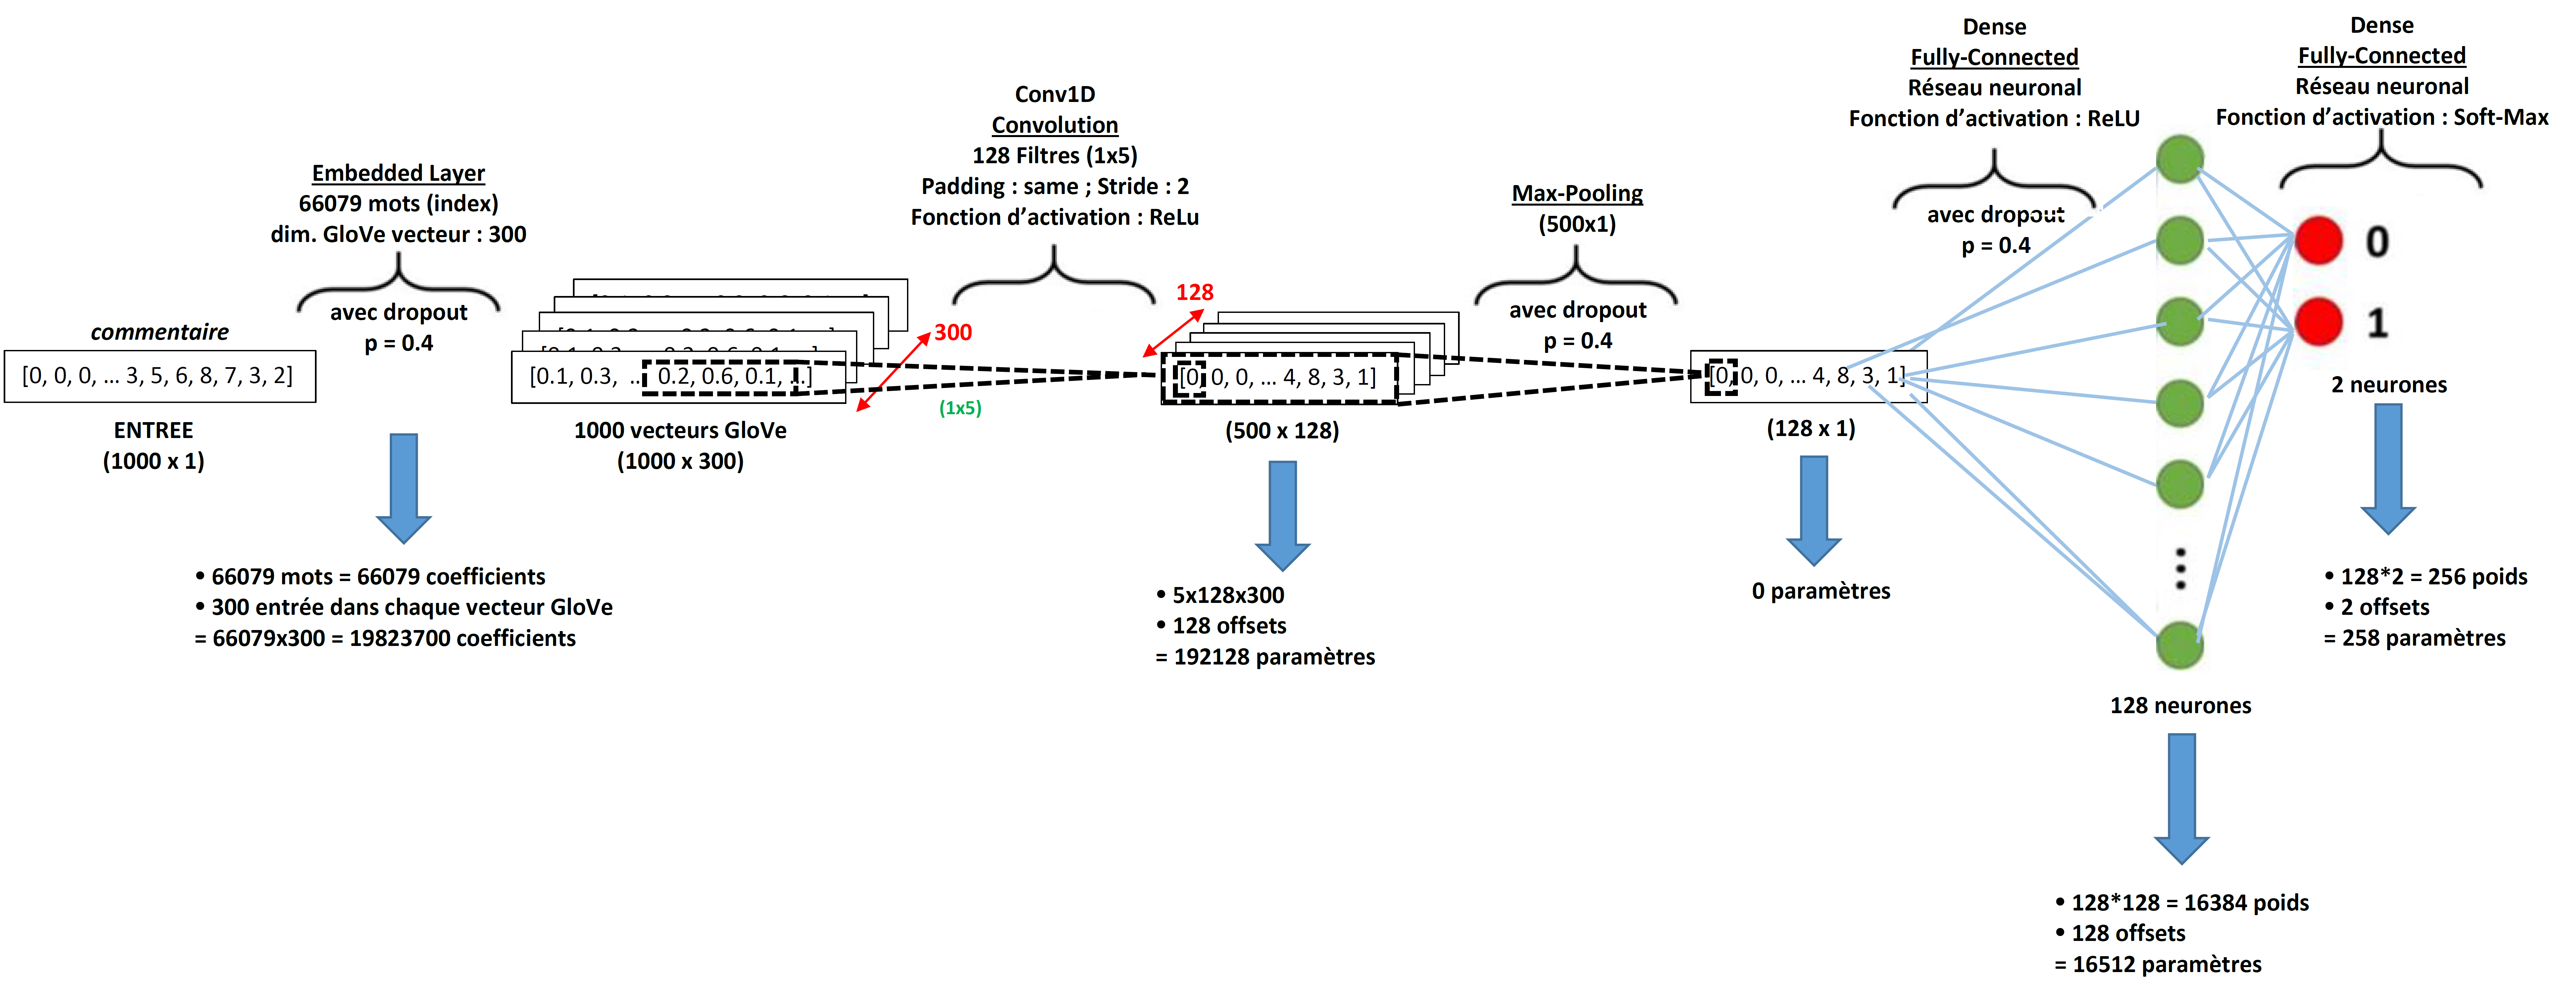 commentaire
[0, 0, 0, ... 3, 5, 6, 8, 7, 3, 2]
ENTREE
(1000 x 1)
Embedded Layer
66079 mots (index)
dim. GloVe vecteur : 300
avec dropout
p = 0.4
• 66079 mots = 66079 coefficients
• 300 entrée dans chaque vecteur GloVe
= 66079x300 = 19823700 coefficients
[0.1, 0.3, ... 0.2, 0.6, 0.1, ...]
300
1000 vecteurs GloVe
(1000 x 300)
Conv1D
Convolution
128 Filtres (1x5)
Padding : same ; Stride : 2
Fonction d'activation : ReLu
(1x5)
128
[0, 0, 0, ... 4, 8, 3, 1]
(500 x 128)
• 5x128x300
• 128 offsets
= 192128 paramètres
Max-Pooling
(500x1)
avec dropout
p = 0.4
[0, 0, 0, ... 4, 8, 3, 1]
(128 x 1)
0 paramètres
Dense
Fully-Connected
Réseau neuronal
Fonction d'activation : ReLU
avec dropout
p = 0.4
128 neurones
• 128*128 = 16384 poids
• 128 offsets
= 16512 paramètres
Dense
Fully-Connected
Réseau neuronal
Fonction d'activation : Soft-Max
0
1
2 neurones
• 128*2 = 256 poids
• 2 offsets
= 258 paramètres